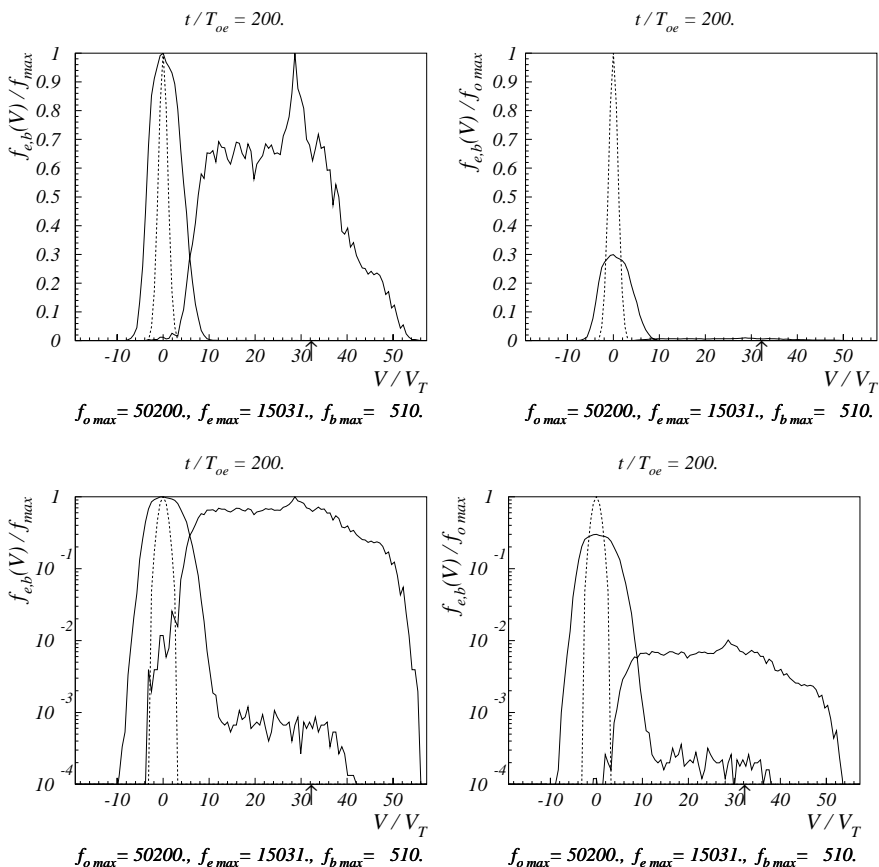 t / T_oe = 200.
f_e,b(V) / f_max
1
0.9
0.8
0.7
0.6
0.5
0.4
0.3
0.2
0.1
0
-10 0 10 20 30 40 50
V / V_T
f_o max= 50200., f_e max= 15031., f_b max= 510.
t / T_oe = 200.
f_e,b(V) / f_o max
1
0.9
0.8
0.7
0.6
0.5
0.4
0.3
0.2
0.1
0
-10 0 10 20 30 40 50
V / V_T
f_o max= 50200., f_e max= 15031., f_b max= 510.
t / T_oe = 200.
f_e,b(V) / f_max
1
10^-1
10^-2
10^-3
10^-4
-10 0 10 20 30 40 50
V / V_T
f_o max= 50200., f_e max= 15031., f_b max= 510.
t / T_oe = 200.
f_e,b(V) / f_o max
1
10^-1
10^-2
10^-3
10^-4
-10 0 10 20 30 40 50
V / V_T
f_o max= 50200., f_e max= 15031., f_b max= 510.